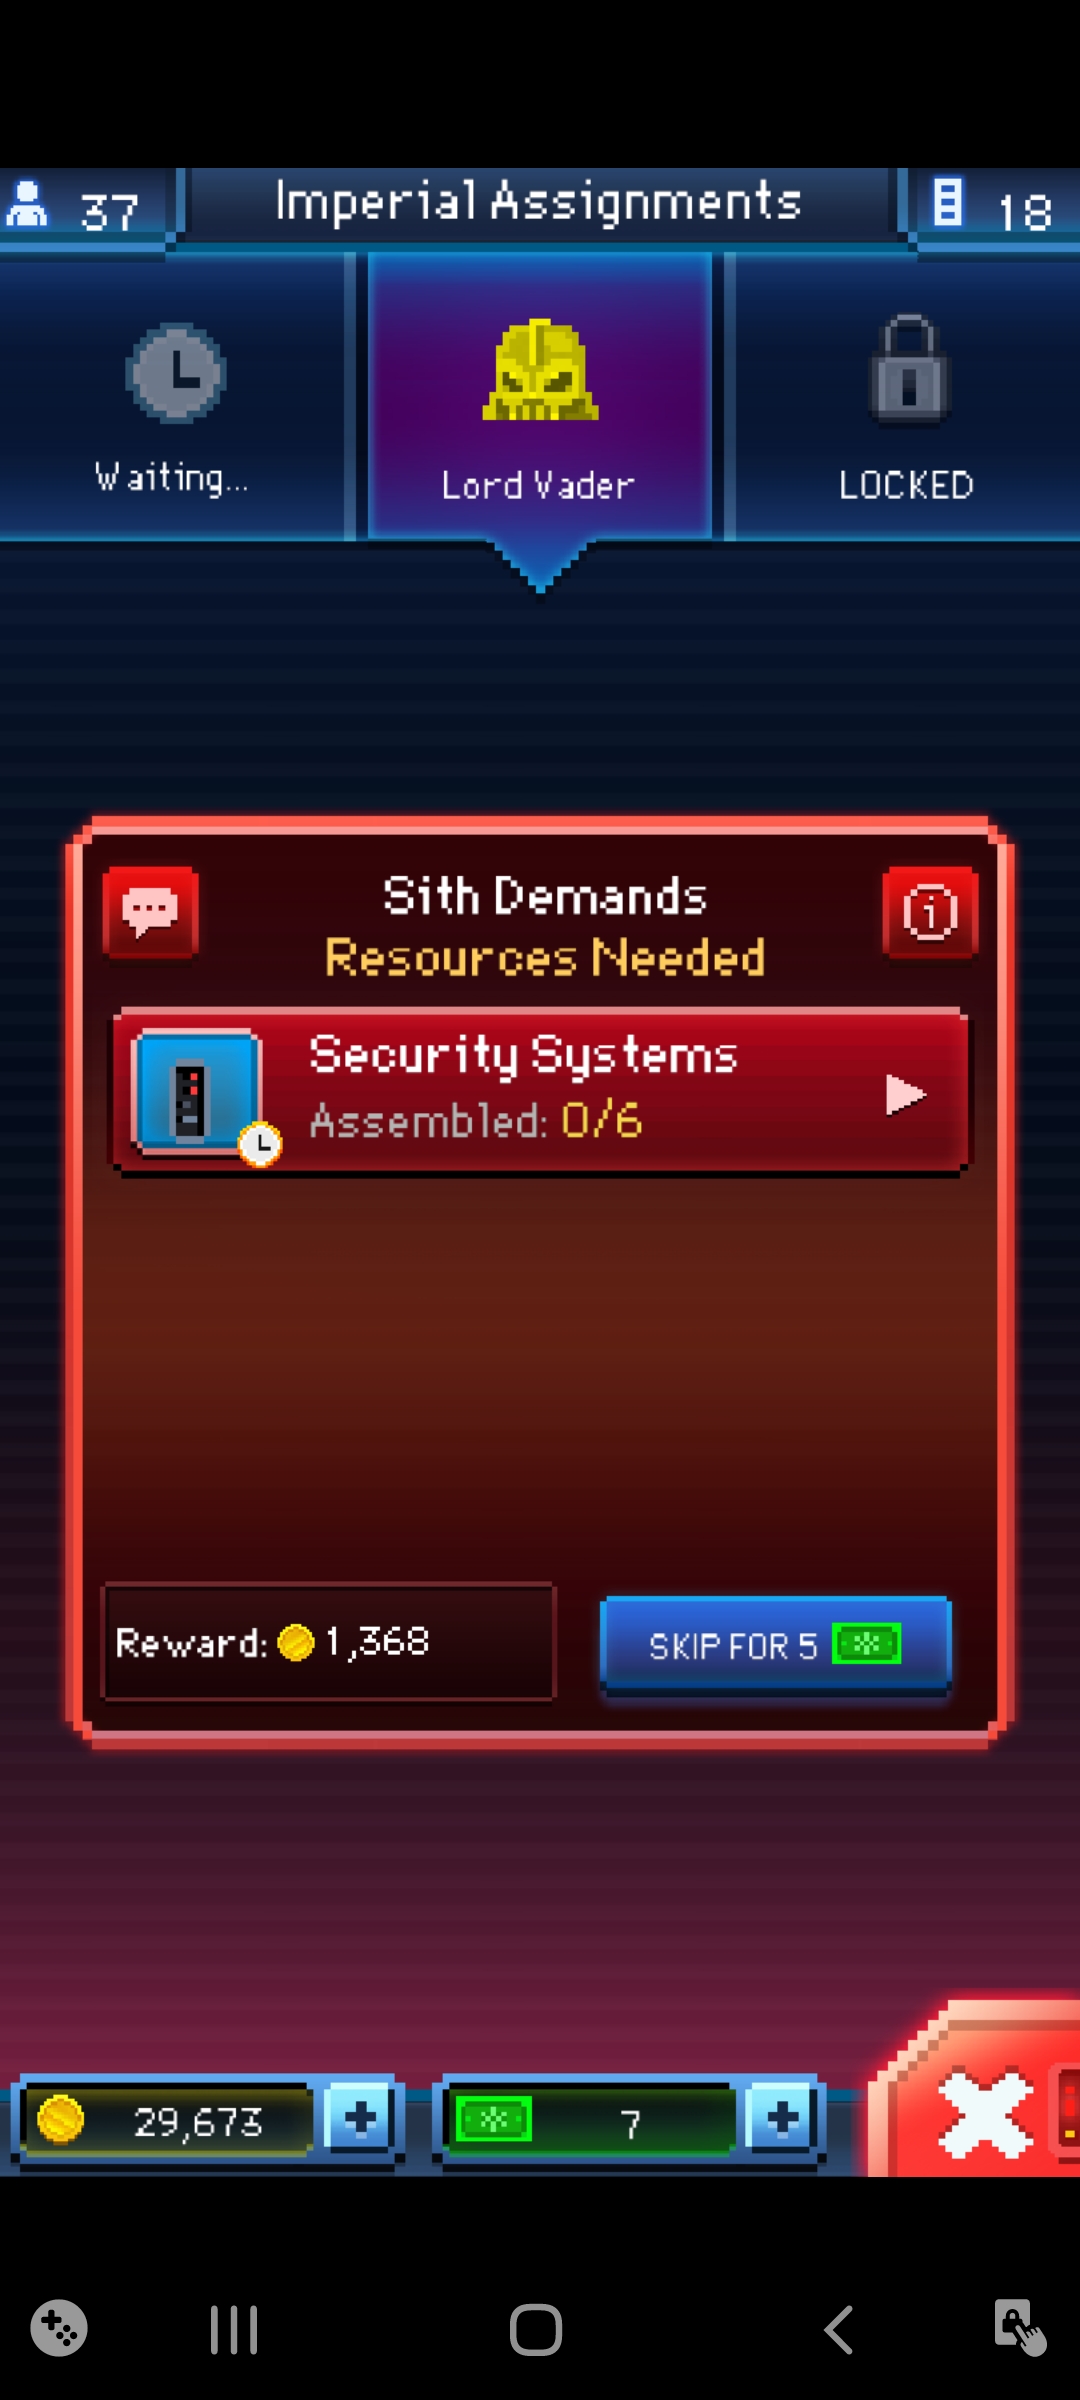 37
Imperial Assignments
18
Waiting...
Lord Vader
LOCKED
Sith Demands
Resources Needed
Security Systems
Assembled: 0/6
Reward: 1,368
SKIP FOR 5
29,673
7